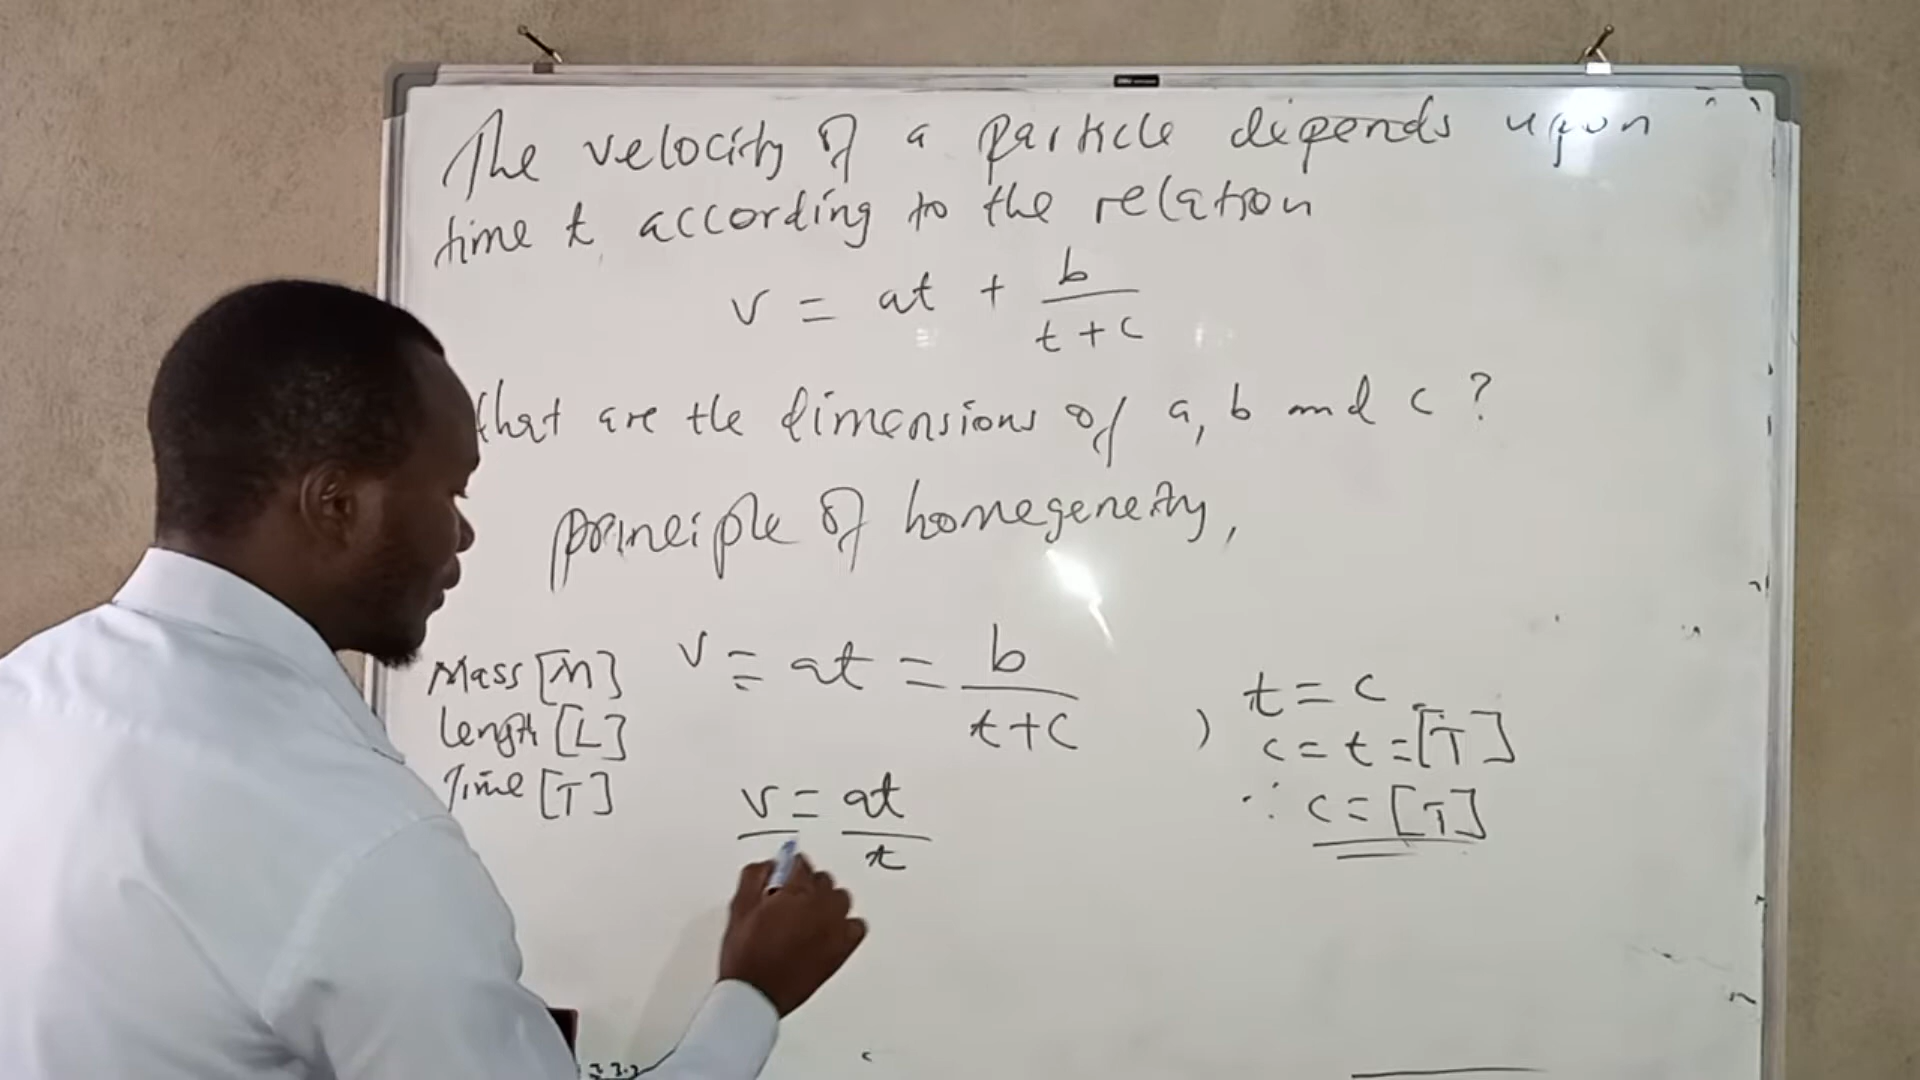 The velocity of a particle depends upon
time t, according to the relation
v = at + b/(t + c)
What are the dimensions of a, b and c ?
principle of homegeneity,
v = at = b/(t+c)
Mass [M]
Length [L]
Time [T]
v = at
t
) t = c
c = t = [T]
∴ c = [T]